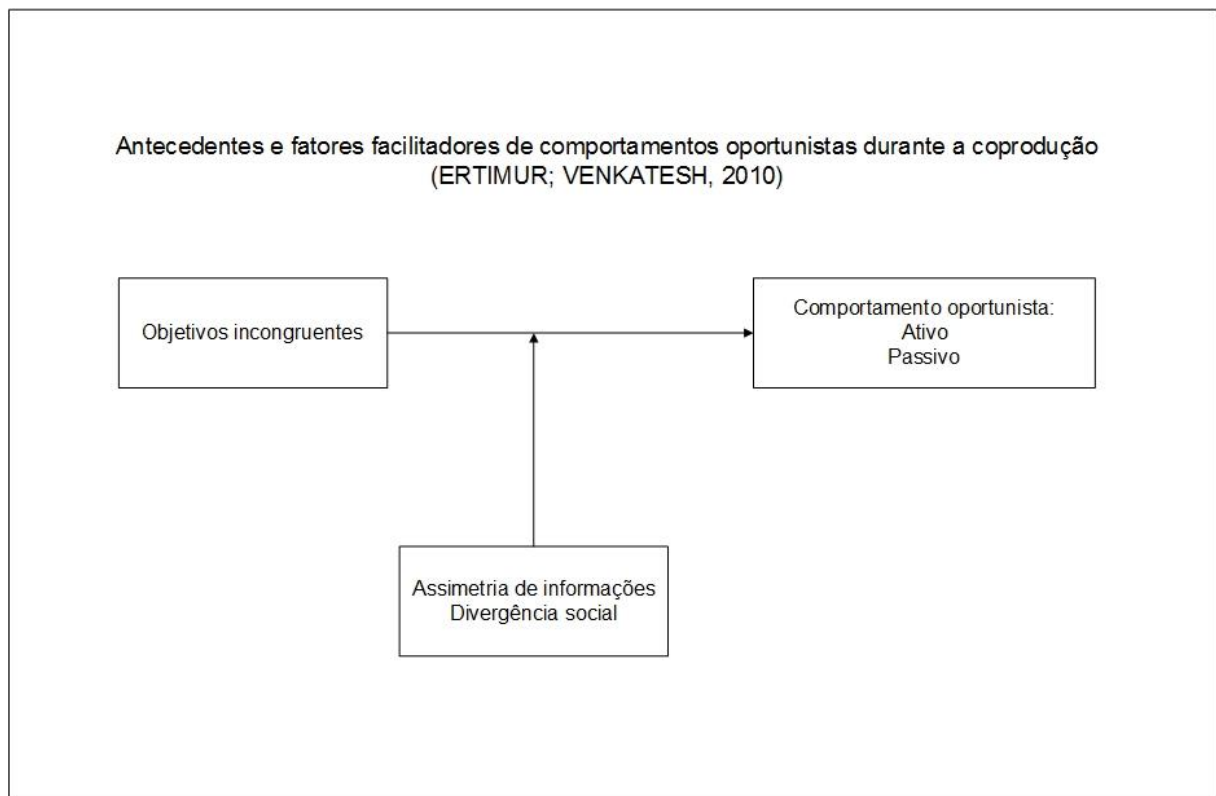 Antecedentes e fatores facilitadores de comportamentos oportunistas durante a coprodução
(ERTIMUR; VENKATESH, 2010)
Objetivos incongruentes
Comportamento oportunista:
Ativo
Passivo
Assimetria de informações
Divergência social